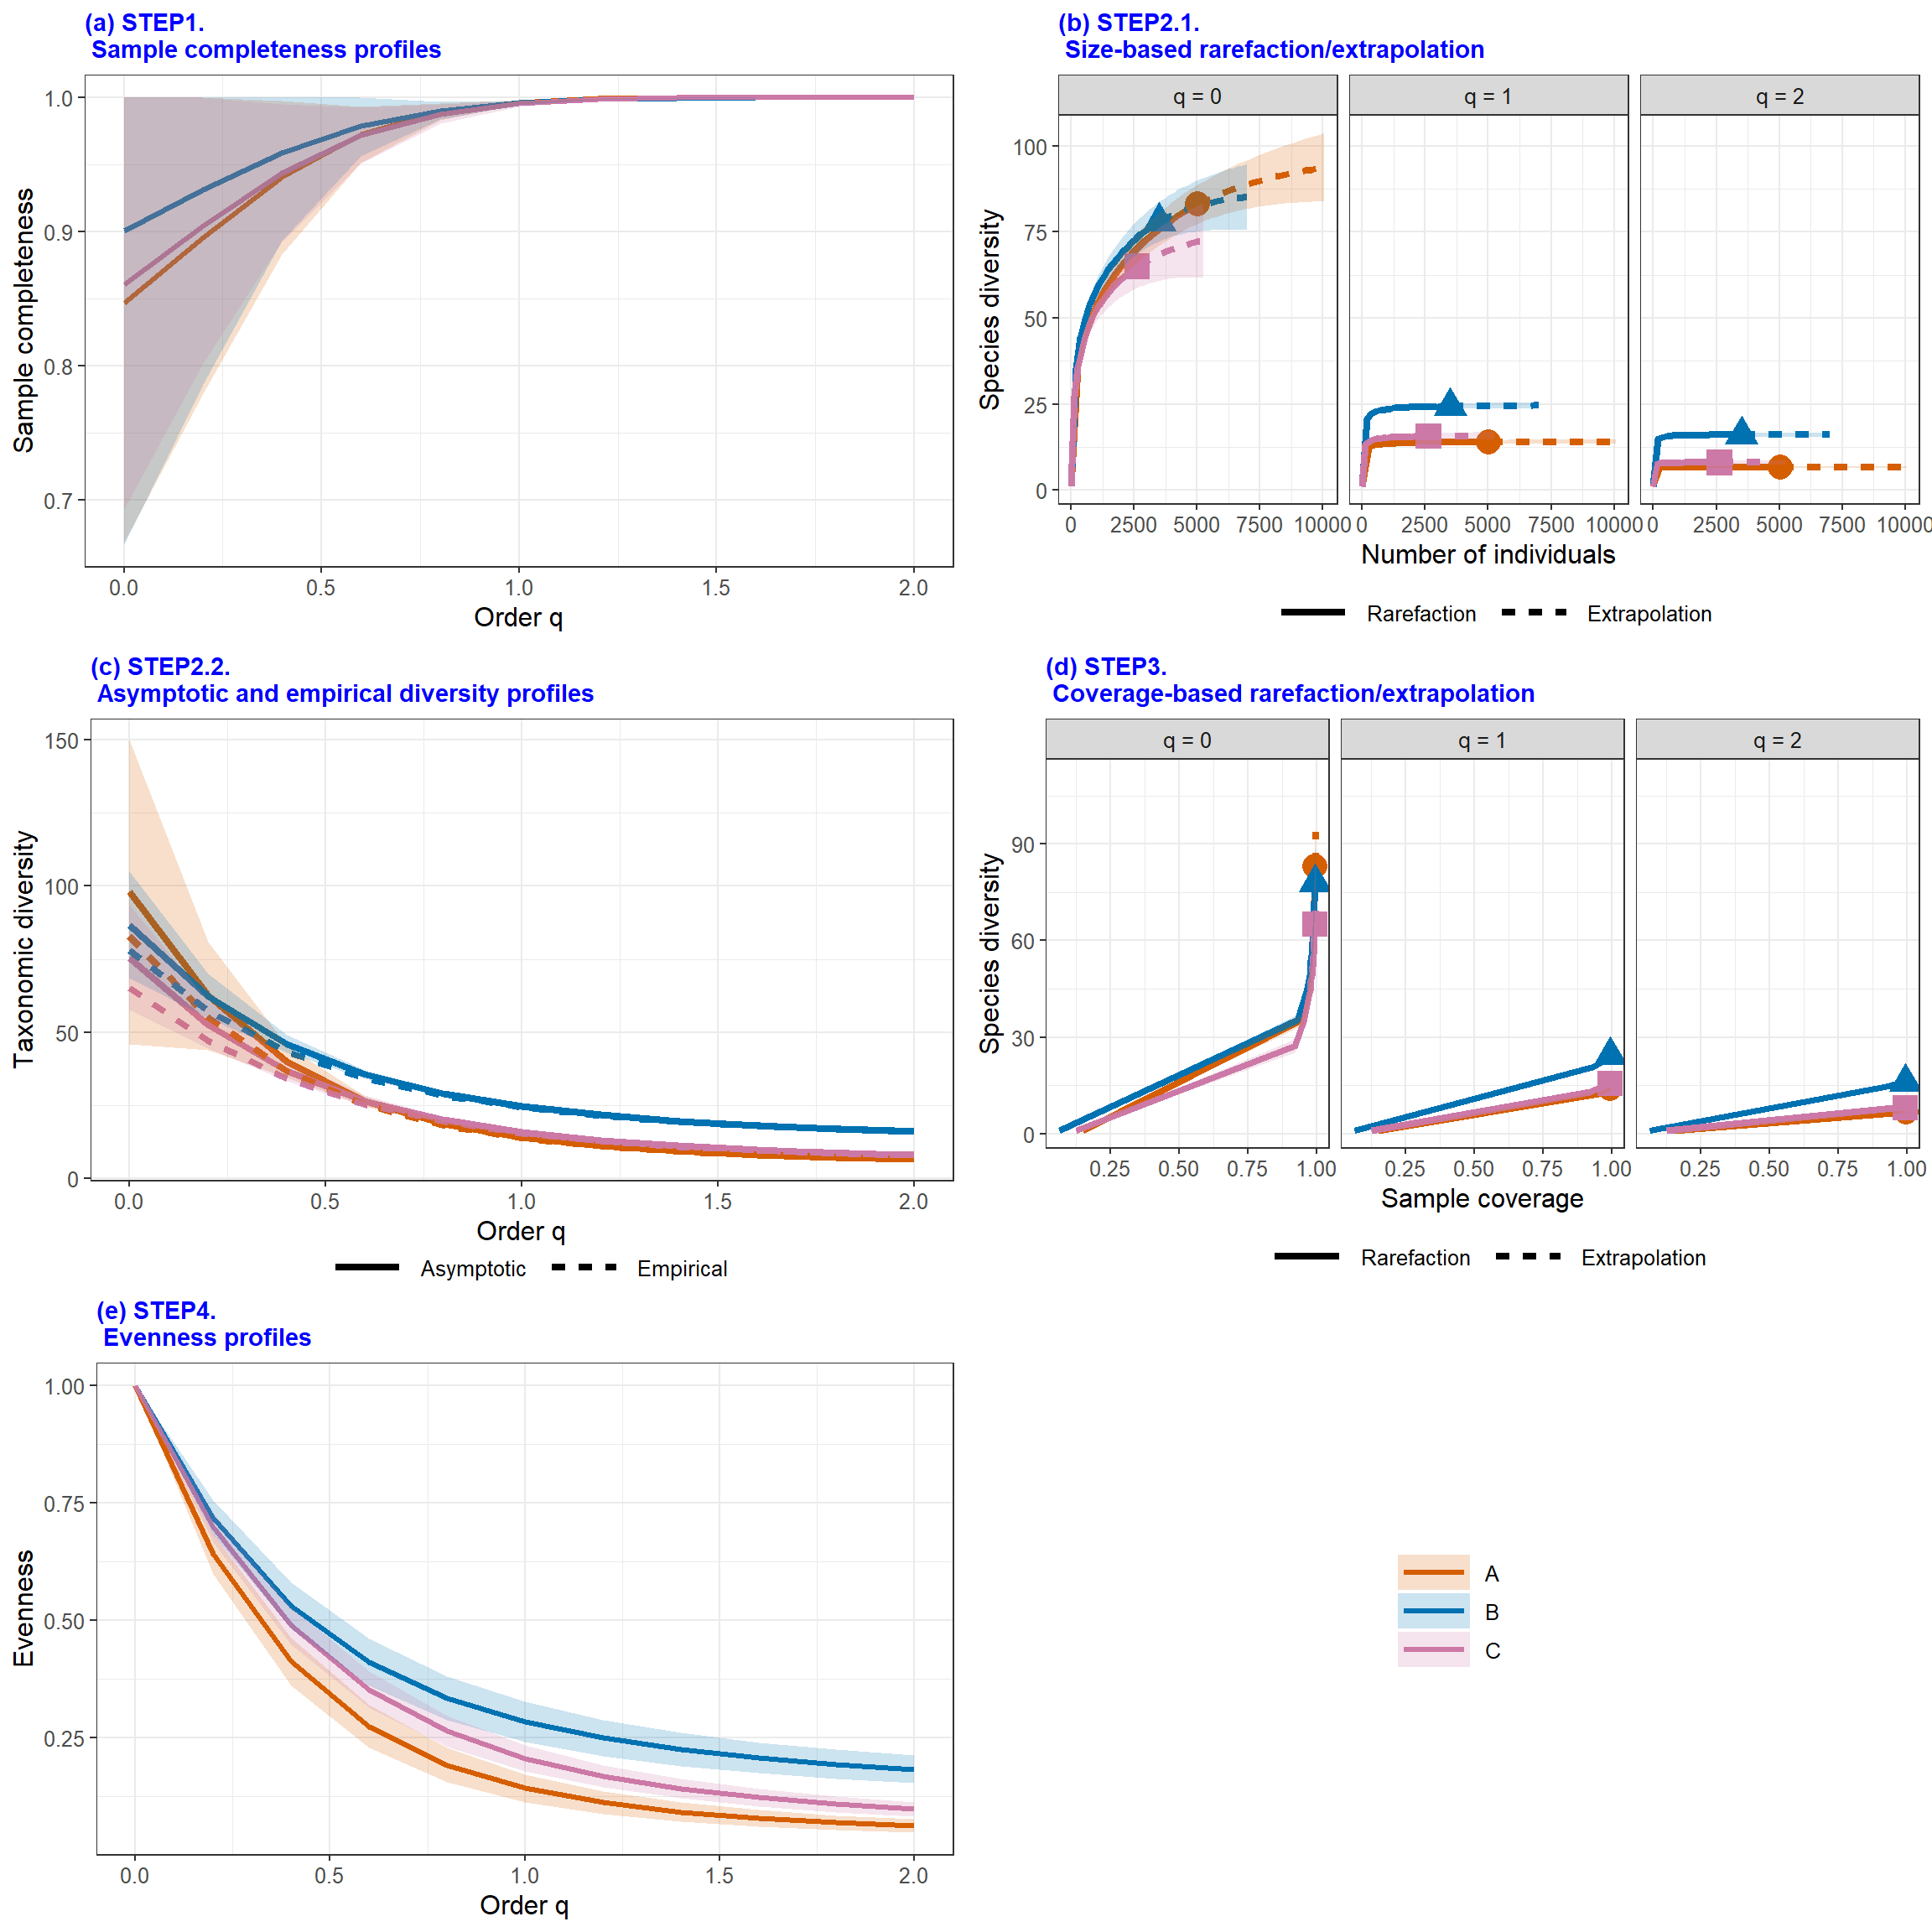 (a) STEP1.
Sample completeness profiles
1.0
0.9
0.8
0.7
Sample completeness
0.0 0.5 1.0 1.5 2.0
Order q
(b) STEP2.1.
Size-based rarefaction/extrapolation
q = 0 q = 1 q = 2
100
75
50
25
0
Species diversity
0 2500 5000 7500 10000 0 2500 5000 7500 10000 0 2500 5000 7500 10000
Number of individuals
Rarefaction Extrapolation
(c) STEP2.2.
Asymptotic and empirical diversity profiles
150
100
50
0
Taxonomic diversity
0.0 0.5 1.0 1.5 2.0
Order q
Asymptotic Empirical
(d) STEP3.
Coverage-based rarefaction/extrapolation
q = 0 q = 1 q = 2
90
60
30
0
Species diversity
0.25 0.50 0.75 1.00 0.25 0.50 0.75 1.00 0.25 0.50 0.75 1.00
Sample coverage
Rarefaction Extrapolation
(e) STEP4.
Evenness profiles
1.00
0.75
0.50
0.25
Evenness
0.0 0.5 1.0 1.5 2.0
Order q
A
B
C